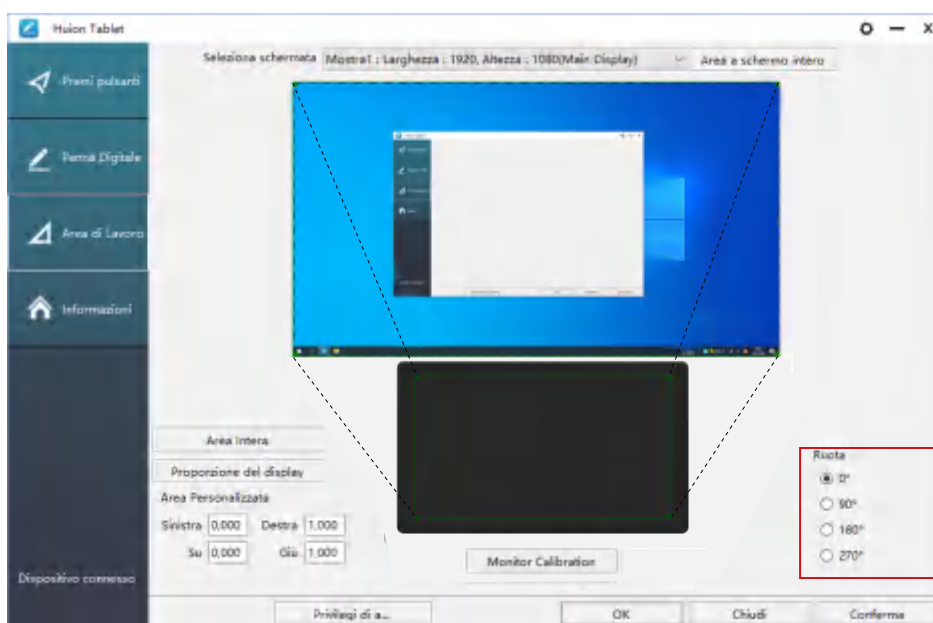 Huion Tablet
Seleziona schermata Mostra1 : Larghezza : 1920, Altezza : 1080(Main Display) Area a schermo intero
Premi pulsanti
Penna Digitale
Area di Lavoro
Informazioni
Area Intera
Proporzione del display
Area Personalizzata
Sinistra 0,000 Destra 1,000
Su 0,000 Giù 1,000
Monitor Calibration
Ruota
0°
90°
180°
270°
Dispositivo connesso
Privilegi di a... OK Chiudi Conferma